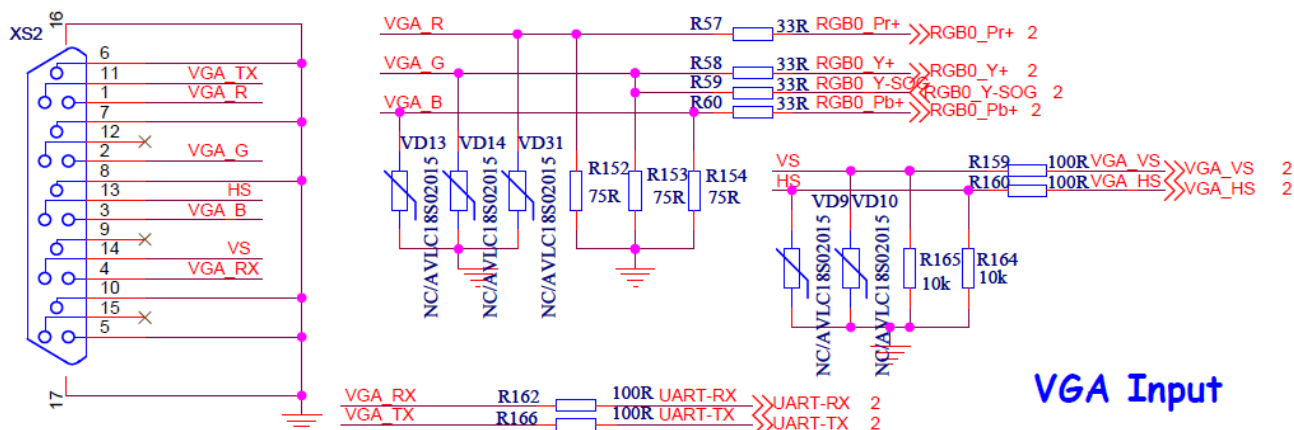 16
XS2
6
11 VGA_TX
1 VGA_R
7
12
2 VGA_G
8
13 HS
3 VGA_B
9
14 VS
4 VGA_RX
10
15
5
17
VGA_R R57 33R RGB0_Pr+ RGB0_Pr+ 2
VGA_G R58 33R RGB0_Y+ RGB0_Y+ 2
R59 33R RGB0_Y-SOG RGB0_Y-SOG 2
VGA_B R60 33R RGB0_Pb+ RGB0_Pb+ 2
VD13 VD14 VD31
NC/AVLC18S02015 NC/AVLC18S02015 NC/AVLC18S02015
R152 R153 R154
75R 75R 75R
VS R159 100R VGA_VS VGA_VS 2
HS R160 100R VGA_HS VGA_HS 2
VD9 VD10
NC/AVLC18S02015 NC/AVLC18S02015
R165 R164
10k 10k
VGA_RX R162 100R UART-RX UART-RX 2
VGA_TX R166 100R UART-TX UART-TX 2
VGA Input